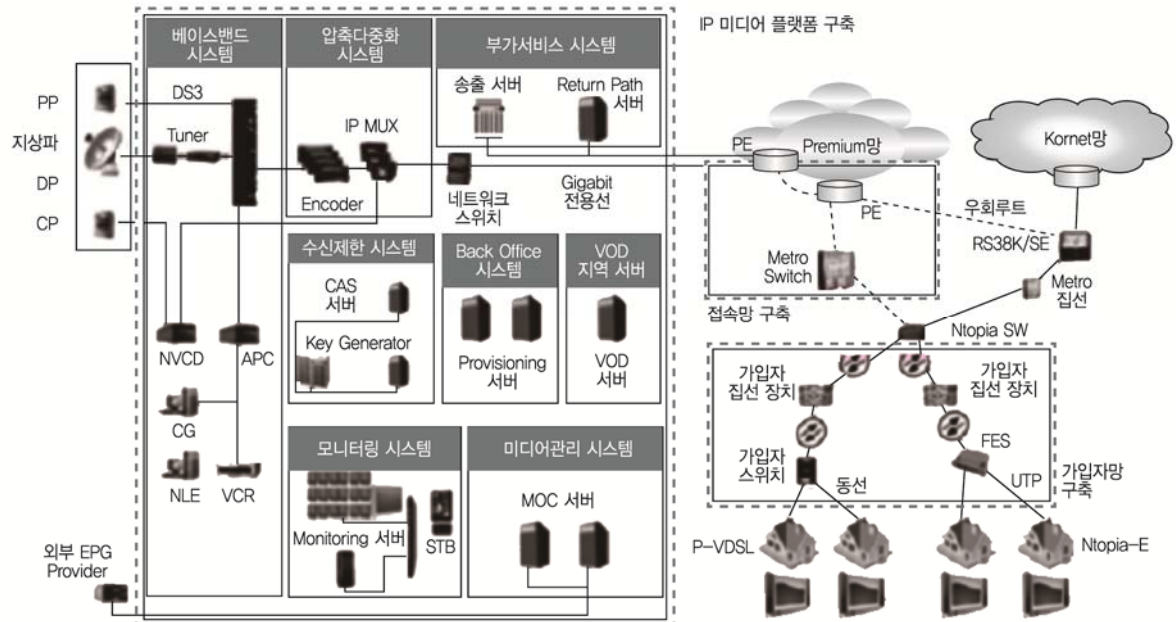 IP 미디어 플랫폼 구축
베이스밴드
시스템
압축다중화
시스템
부가서비스 시스템
PP
지상파
DP
CP
DS3
Tuner
IP MUX
Encoder
송출 서버
Return Path
서버
네트워크
스위치
Gigabit
전용선
PE
Premium망
PE
Kornet망
우회루트
RS38K/SE
Metro
Switch
Metro
집선
접속망 구축
Ntopia SW
수신제한 시스템
CAS
서버
Key Generator
Back Office
시스템
Provisioning
서버
VOD
지역 서버
VOD
서버
NVCD
APC
CG
NLE
VCR
모니터링 시스템
Monitoring 서버
STB
미디어관리 시스템
MOC 서버
외부 EPG
Provider
가입자
집선 장치
가입자
집선 장치
가입자
스위치
동선
FES
UTP
가입자망
구축
P-VDSL
Ntopia-E